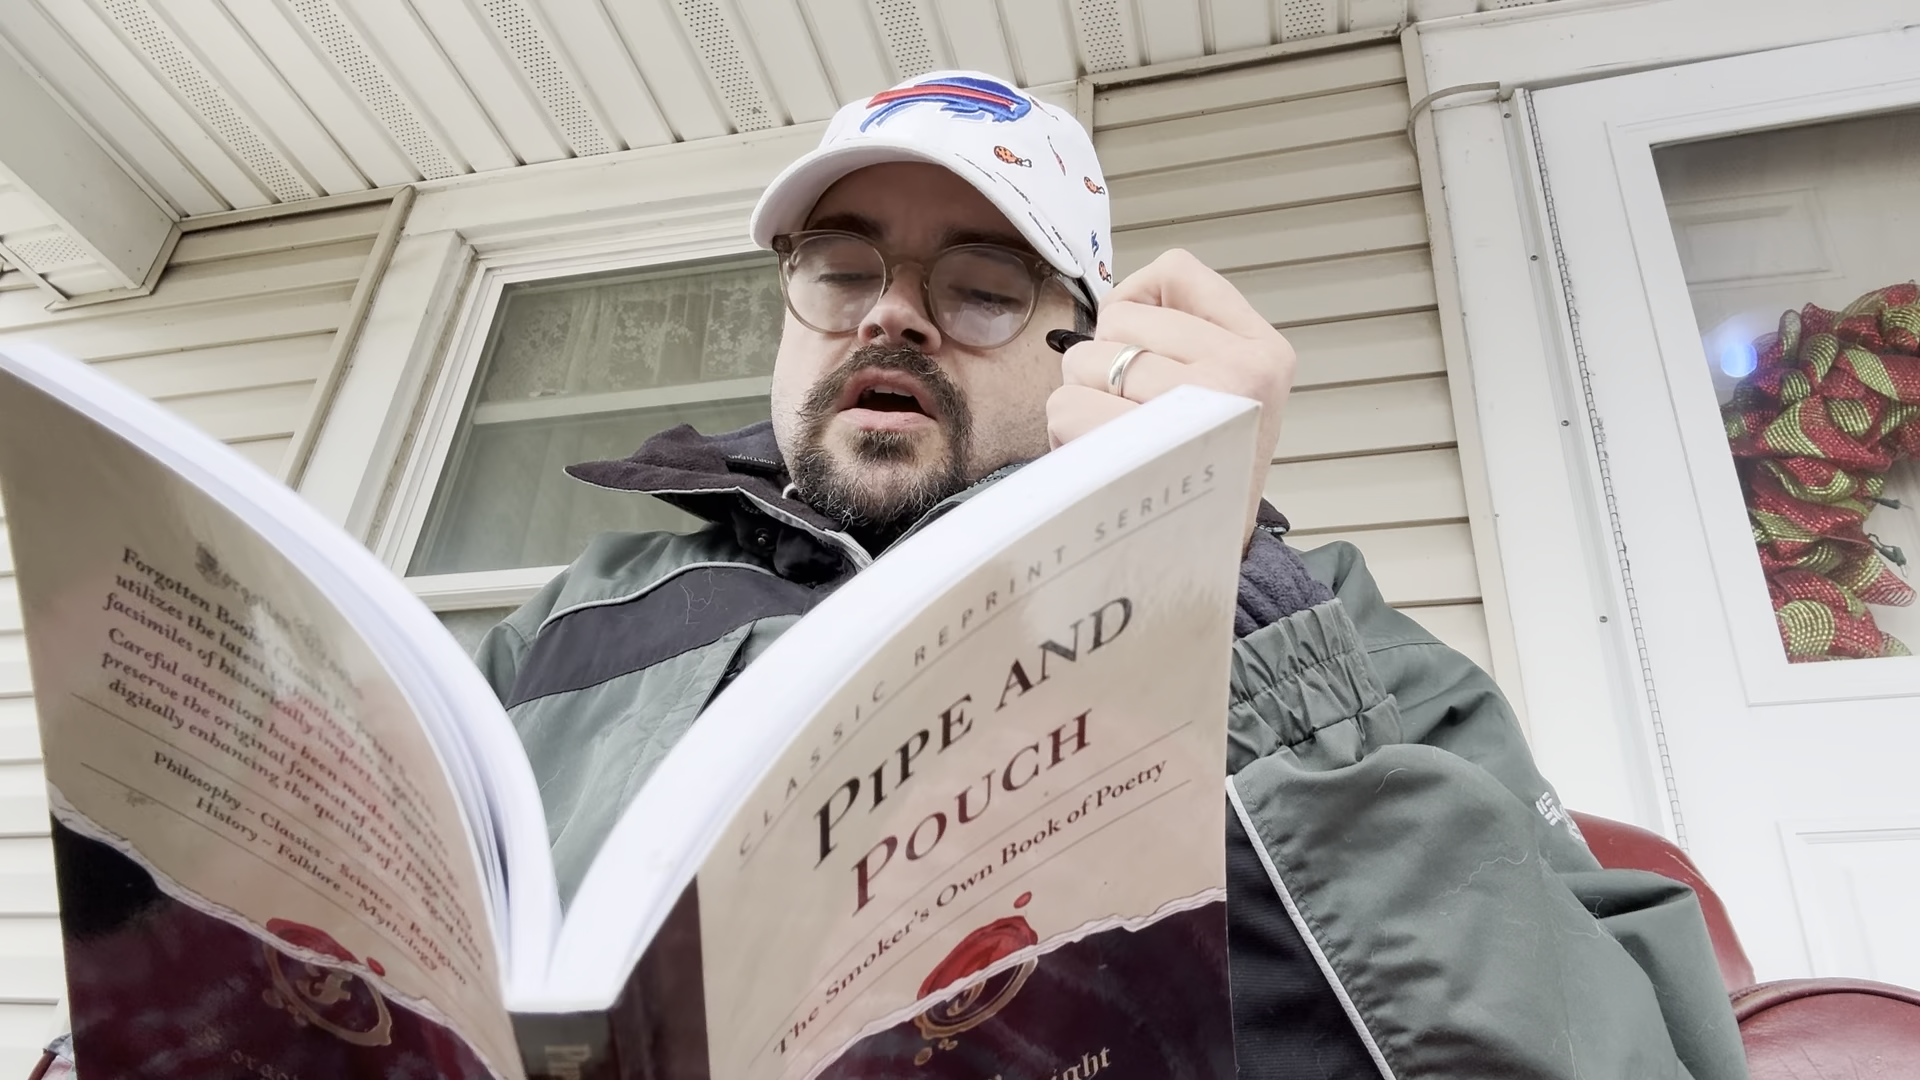 Forgotten Books' Classic Reprint Series
utilizes the latest technology to regenerate
facsimiles of historically important writings.
Careful attention has been made to accurately
preserve the original format of each page whilst
digitally enhancing the quality of the aged text.
Philosophy ~ Classics ~ Science ~ Religion
History ~ Folklore ~ Mythology
CLASSIC REPRINT SERIES
PIPE AND
POUCH
The Smoker's Own Book of Poetry